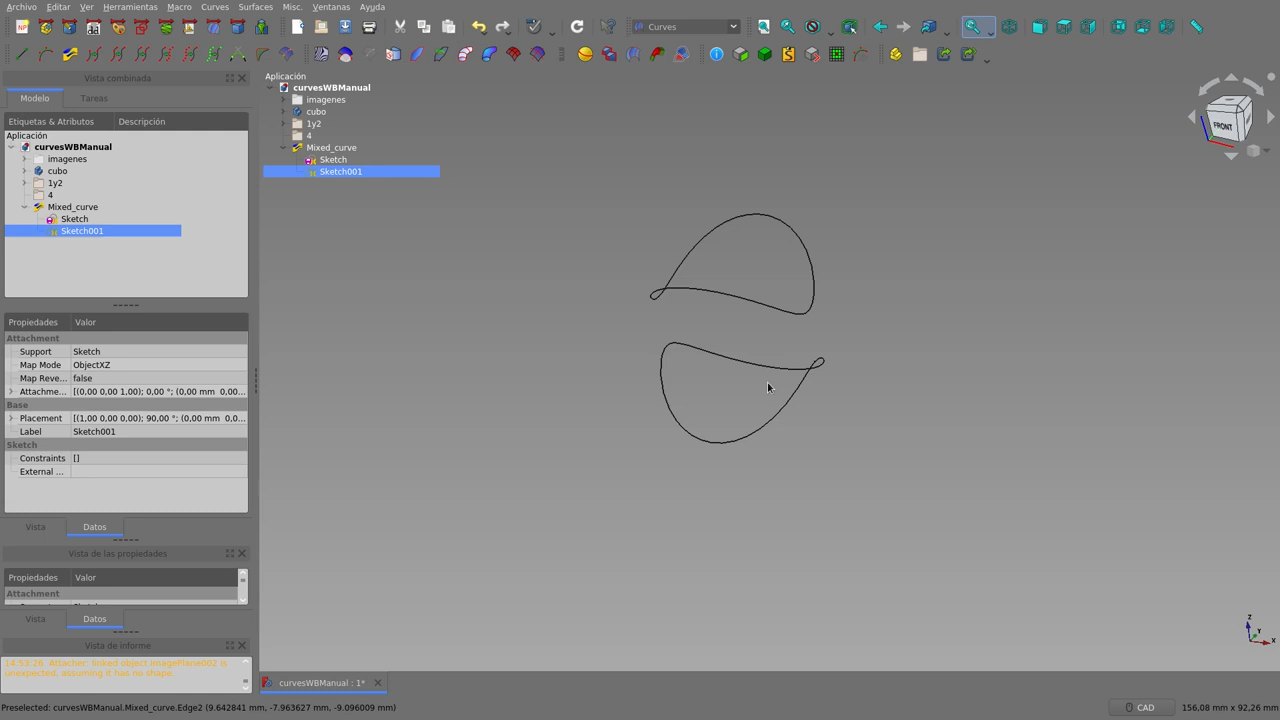 Archivo Editar Ver Herramientas Macro Curves Surfaces Misc. Ventanas Ayuda
Curves
Vista combinada
Modelo Tareas
Etiquetas & Atributos Descripción
Aplicación
curvesWBManual
imagenes
cubo
1y2
4
Mixed_curve
Sketch
Sketch001
Propiedades Valor
Attachment
Support Sketch
Map Mode ObjectXZ
Map Reve... false
Attachme... [(0,00 0,00 1,00); 0,00 °; (0,00 mm 0,00...
Base
Placement [(1,00 0,00 0,00); 90,00 °; (0,00 mm 0,0...
Label Sketch001
Sketch
Constraints []
External ...
Vista Datos
Vista de las propiedades
Propiedades Valor
Attachment
Vista Datos
Vista de informe
14:53:26 Attacher: linked object ImagePlane002 is
unexpected, assuming it has no shape.
Aplicación
curvesWBManual
imagenes
cubo
1y2
4
Mixed_curve
Sketch
Sketch001
FRONT
Z
X
curvesWBManual : 1*
Preselected: curvesWBManual.Mixed_curve.Edge2 (9.642841 mm, -7.963627 mm, -9.096009 mm)
CAD
156,08 mm x 92,26 mm